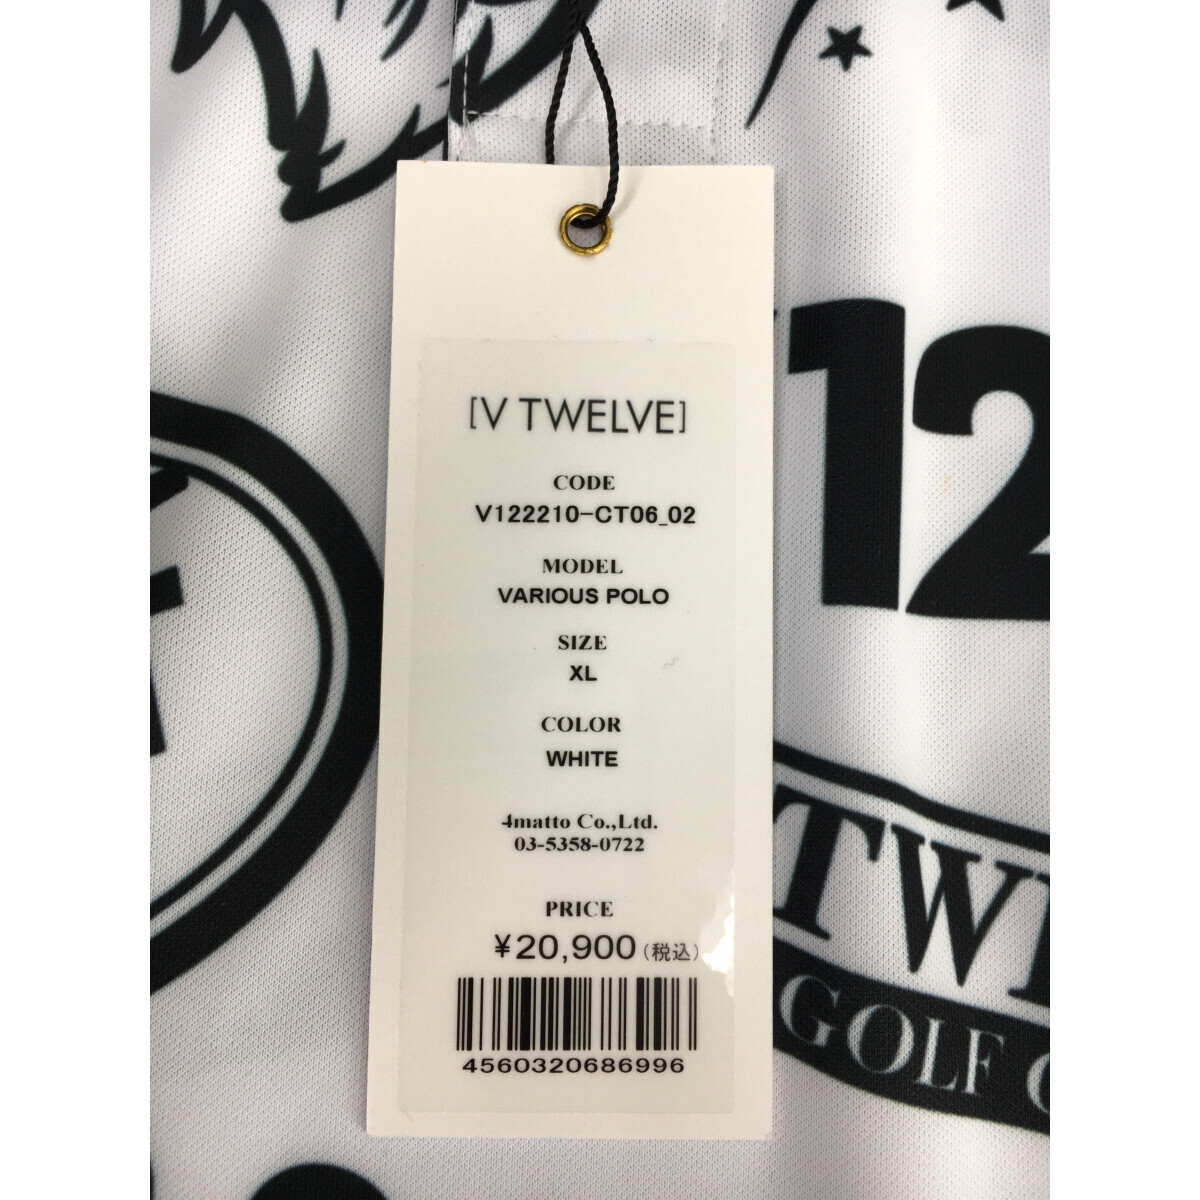 [V TWELVE]
CODE
V122210-CT06_02
MODEL
VARIOUS POLO
SIZE
XL
COLOR
WHITE
4matto Co.,Ltd.
03-5358-0722
PRICE
¥20,900(税込)
4560320686996
12
TW
GOLF